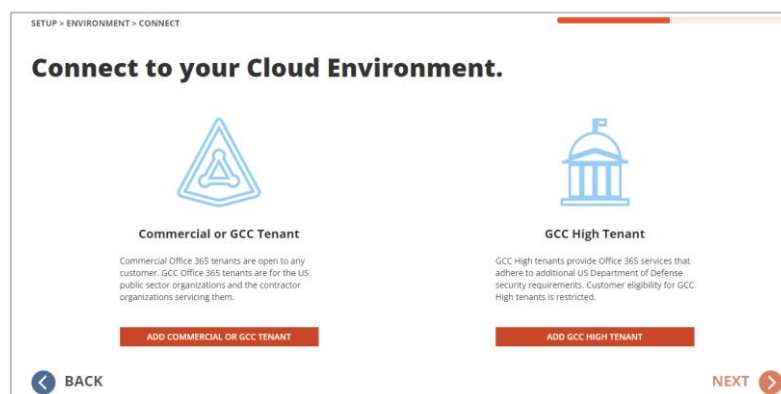 SETUP > ENVIRONMENT > CONNECT
Connect to your Cloud Environment.
Commercial or GCC Tenant
Commercial Office 365 tenants are open to any
customer. GCC Office 365 tenants are for the US
public sector organizations and the contractor
organizations servicing them.
ADD COMMERCIAL OR GCC TENANT
GCC High Tenant
GCC High tenants provide Office 365 services that
adhere to additional US Department of Defense
security requirements. Customer eligibility for GCC
High tenants is restricted.
ADD GCC HIGH TENANT
BACK
NEXT